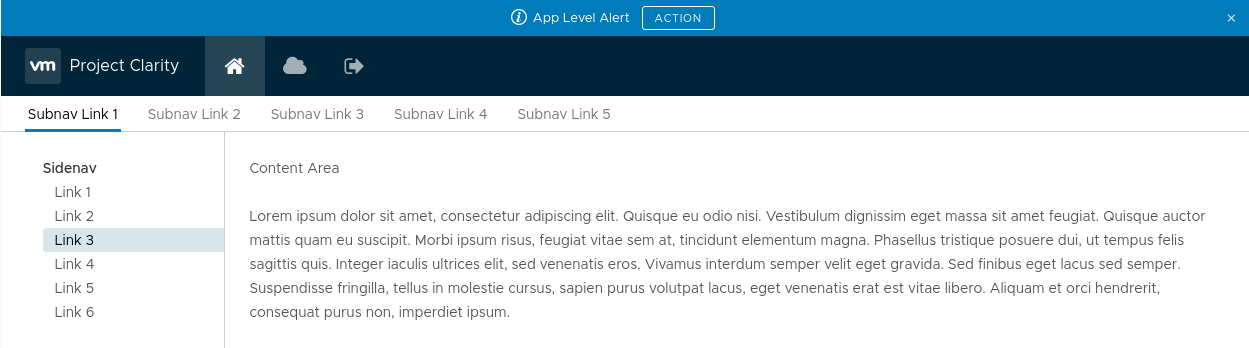 App Level Alert ACTION ×
vm Project Clarity
Subnav Link 1 Subnav Link 2 Subnav Link 3 Subnav Link 4 Subnav Link 5
Sidenav
Link 1
Link 2
Link 3
Link 4
Link 5
Link 6
Content Area
Lorem ipsum dolor sit amet, consectetur adipiscing elit. Quisque eu odio nisi. Vestibulum dignissim eget massa sit amet feugiat. Quisque auctor
mattis quam eu suscipit. Morbi ipsum risus, feugiat vitae sem at, tincidunt elementum magna. Phasellus tristique posuere dui, ut tempus felis
sagittis quis. Integer iaculis ultrices elit, sed venenatis eros. Vivamus interdum semper velit eget gravida. Sed finibus eget lacus sed semper.
Suspendisse fringilla, tellus in molestie cursus, sapien purus volutpat lacus, eget venenatis erat est vitae libero. Aliquam et orci hendrerit,
consequat purus non, imperdiet ipsum.